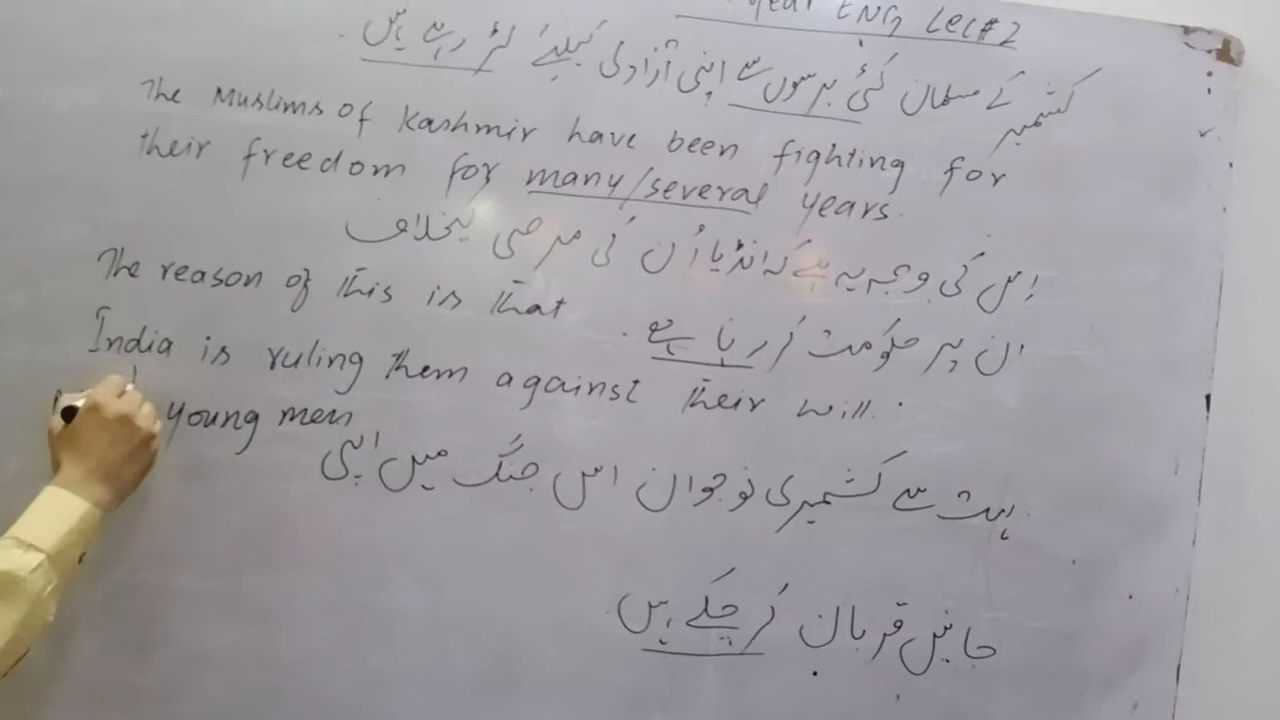 year ENG Lec#2
کشمیر کے مسلمان کئی برسوں سے اپنی آزادی کیلئے لڑ رہے ہیں ۔
The Muslims of Kashmir have been fighting for
their freedom for many/several years.
اس کی وجہ یہ ہے کہ انڈیا اُن کی مرضی کیخلاف
The reason of this is that
ان پر حکومت کر رہا ہے ۔
India is ruling them against their will.
young men
بہت سے کشمیری نوجوان اس جنگ میں اپنی
جانیں قربان کر چکے ہیں